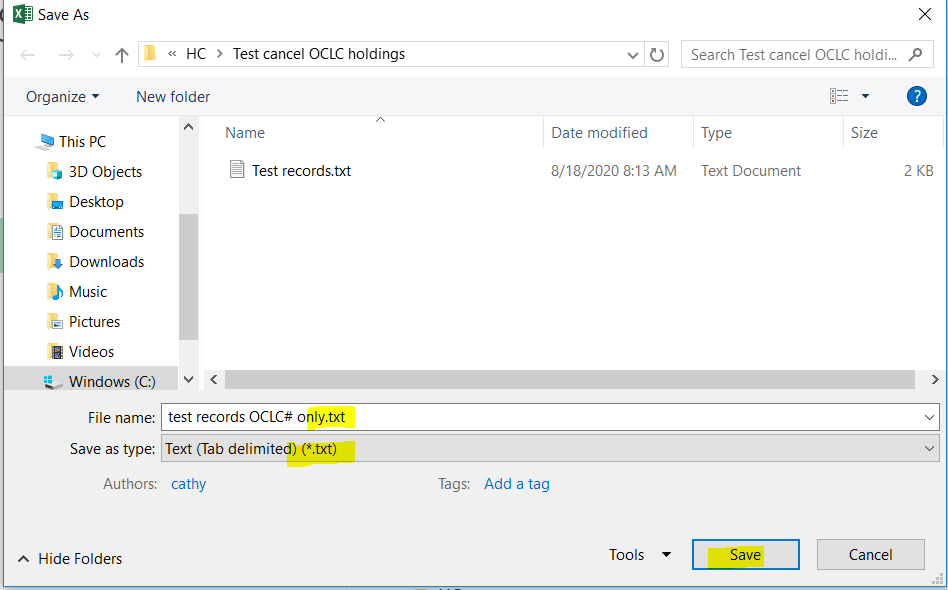 Save As
« HC > Test cancel OCLC holdings
Search Test cancel OCLC holdi...
Organize
New folder
?
Name
Date modified
Type
Size
This PC
3D Objects
Desktop
Documents
Downloads
Music
Pictures
Videos
Windows (C:)
Test records.txt
8/18/2020 8:13 AM
Text Document
2 KB
File name: test records OCLC# only.txt
Save as type: Text (Tab delimited) (*.txt)
Authors: cathy
Tags: Add a tag
Hide Folders
Tools
Save
Cancel